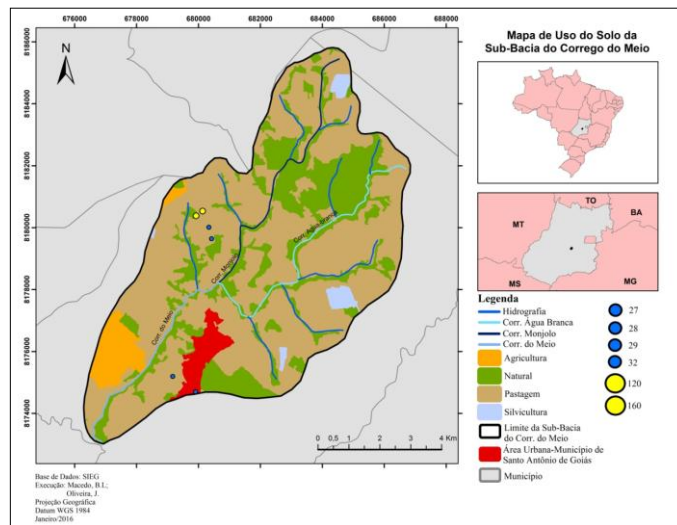 676000 678000 680000 682000 684000 686000 688000
8186000
8184000
8182000
8180000
8178000
8176000
8174000
N
Corr. Água Branca
Corr. Monjolo
Corr. do Meio
0 0,5 1 2 3 4 Km
Base de Dados: SIEG
Execução: Macedo, B.L;
Oliveira, J.
Projeção Geográfica
Datum WGS 1984
Janeiro/2016
Mapa de Uso do Solo da
Sub-Bacia do Corrego do Meio
TO
MT
BA
MS
MG
Legenda
Hidrografia
Corr. Água Branca
Corr. Monjolo
Corr. do Meio
Agricultura
Natural
Pastagem
Silvicultura
Limite da Sub-Bacia
do Corr. do Meio
Área Urbana-Município de
Santo Antônio de Goiás
Município
27
28
29
32
120
160